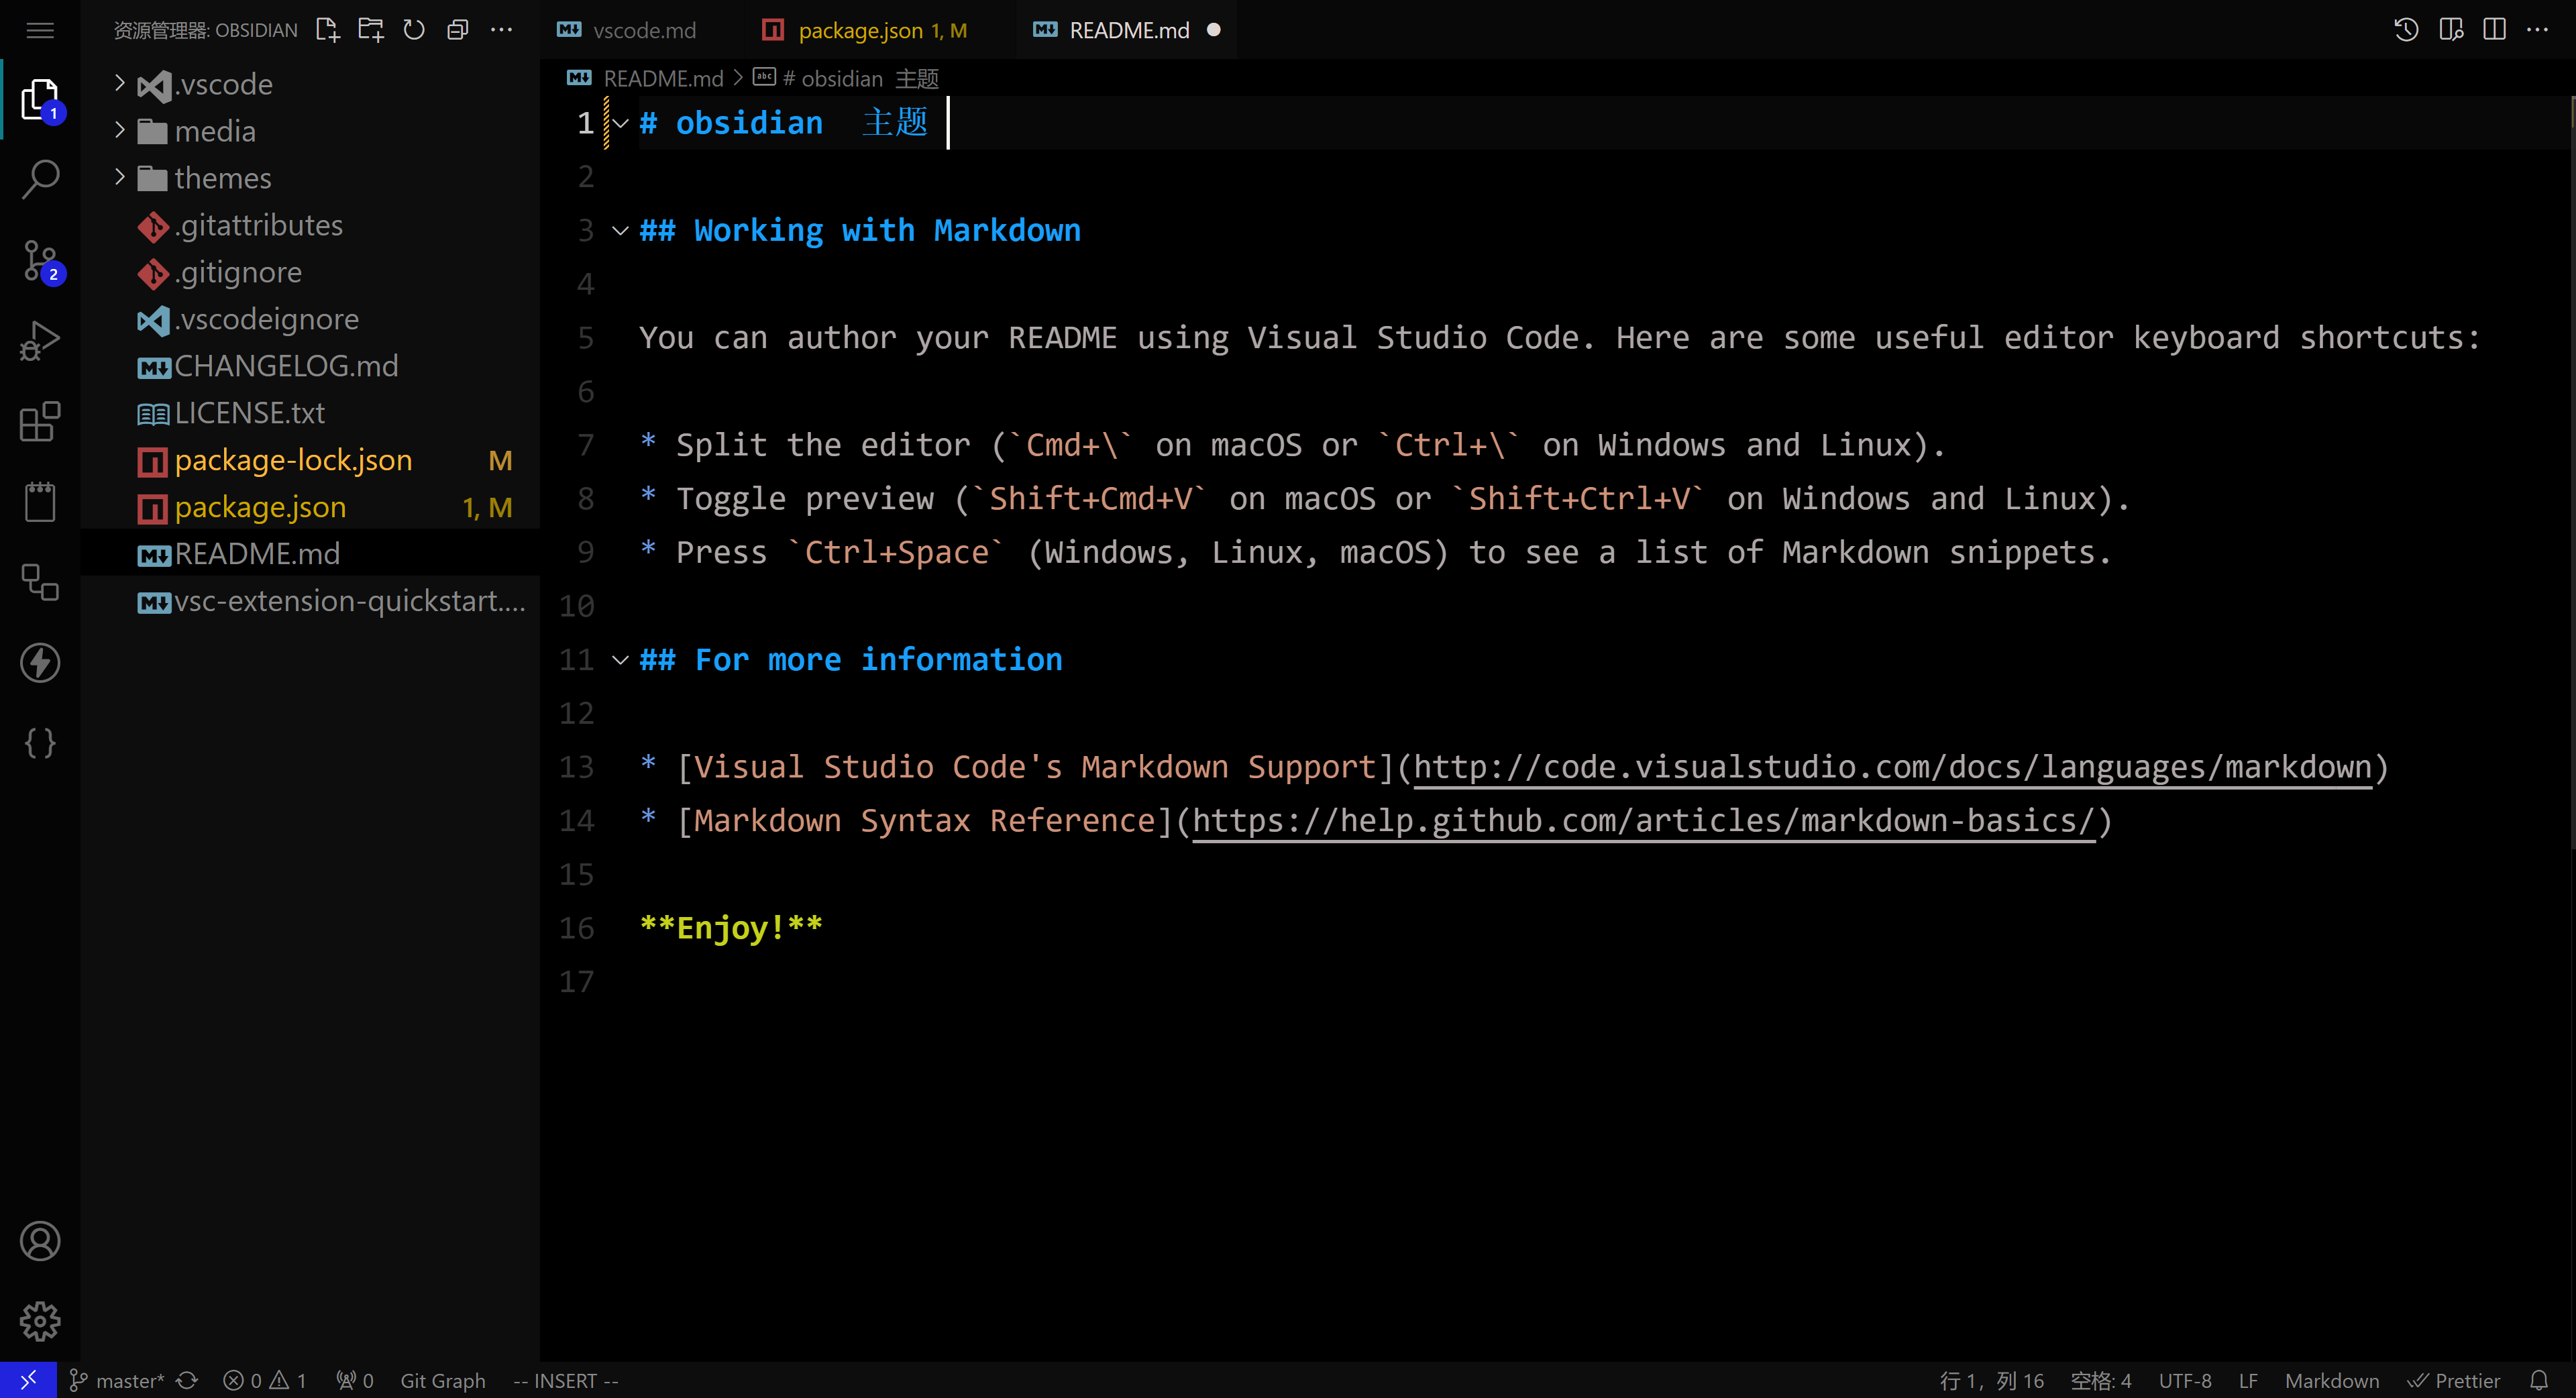 资源管理器: OBSIDIAN
vscode.md
package.json 1, M
README.md
README.md > # obsidian 主题
1
2
.vscode
media
themes
.gitattributes
.gitignore
.vscodeignore
CHANGELOG.md
LICENSE.txt
package-lock.json M
package.json 1, M
README.md
vsc-extension-quickstart....
1 # obsidian  主题
2
3 ## Working with Markdown
4
5 You can author your README using Visual Studio Code. Here are some useful editor keyboard shortcuts:
6
7 * Split the editor (`Cmd+\` on macOS or `Ctrl+\` on Windows and Linux).
8 * Toggle preview (`Shift+Cmd+V` on macOS or `Shift+Ctrl+V` on Windows and Linux).
9 * Press `Ctrl+Space` (Windows, Linux, macOS) to see a list of Markdown snippets.
10
11 ## For more information
12
13 * [Visual Studio Code's Markdown Support](http://code.visualstudio.com/docs/languages/markdown)
14 * [Markdown Syntax Reference](https://help.github.com/articles/markdown-basics/)
15
16 **Enjoy!**
17
master* 0 1 0 Git Graph -- INSERT -- 行 1，列 16 空格: 4 UTF-8 LF Markdown Prettier